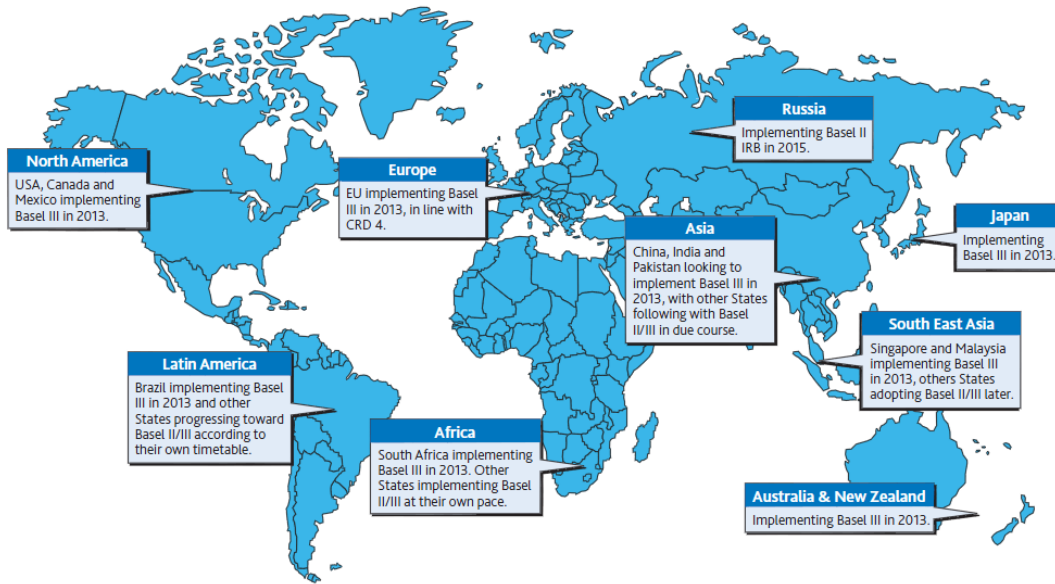 Russia
Implementing Basel II
IRB in 2015.
North America
USA, Canada and
Mexico implementing
Basel III in 2013.
Europe
EU implementing Basel
III in 2013, in line with
CRD 4.
Japan
Implementing
Basel III in 2013.
Asia
China, India and
Pakistan looking to
implement Basel III in
2013, with other States
following with Basel
II/III in due course.
South East Asia
Singapore and Malaysia
implementing Basel III
in 2013, others States
adopting Basel II/III later.
Latin America
Brazil implementing Basel
III in 2013 and other
States progressing toward
Basel II/III according to
their own timetable.
Africa
South Africa implementing
Basel III in 2013. Other
States implementing Basel
II/III at their own pace.
Australia & New Zealand
Implementing Basel III in 2013.